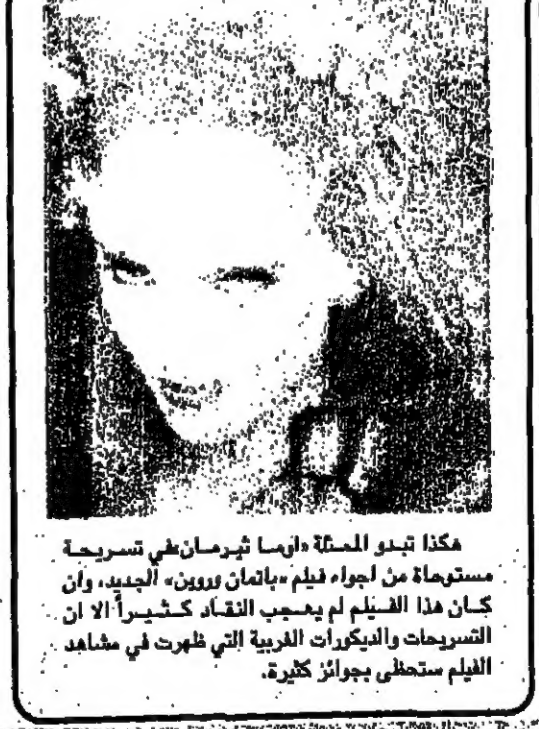 هكذا تبدو الممثلة «اوما ثيرمان» في تسريحة
مستوحاة من اجواء فيلم «باتمان وروبن» الجديد، وان
كان هذا الفيلم لم يعجب النقاد كثيراً الا ان
التسريحات والديكورات الغريبة التي ظهرت في مشاهد
الفيلم ستحظى بجوائز كثيرة.